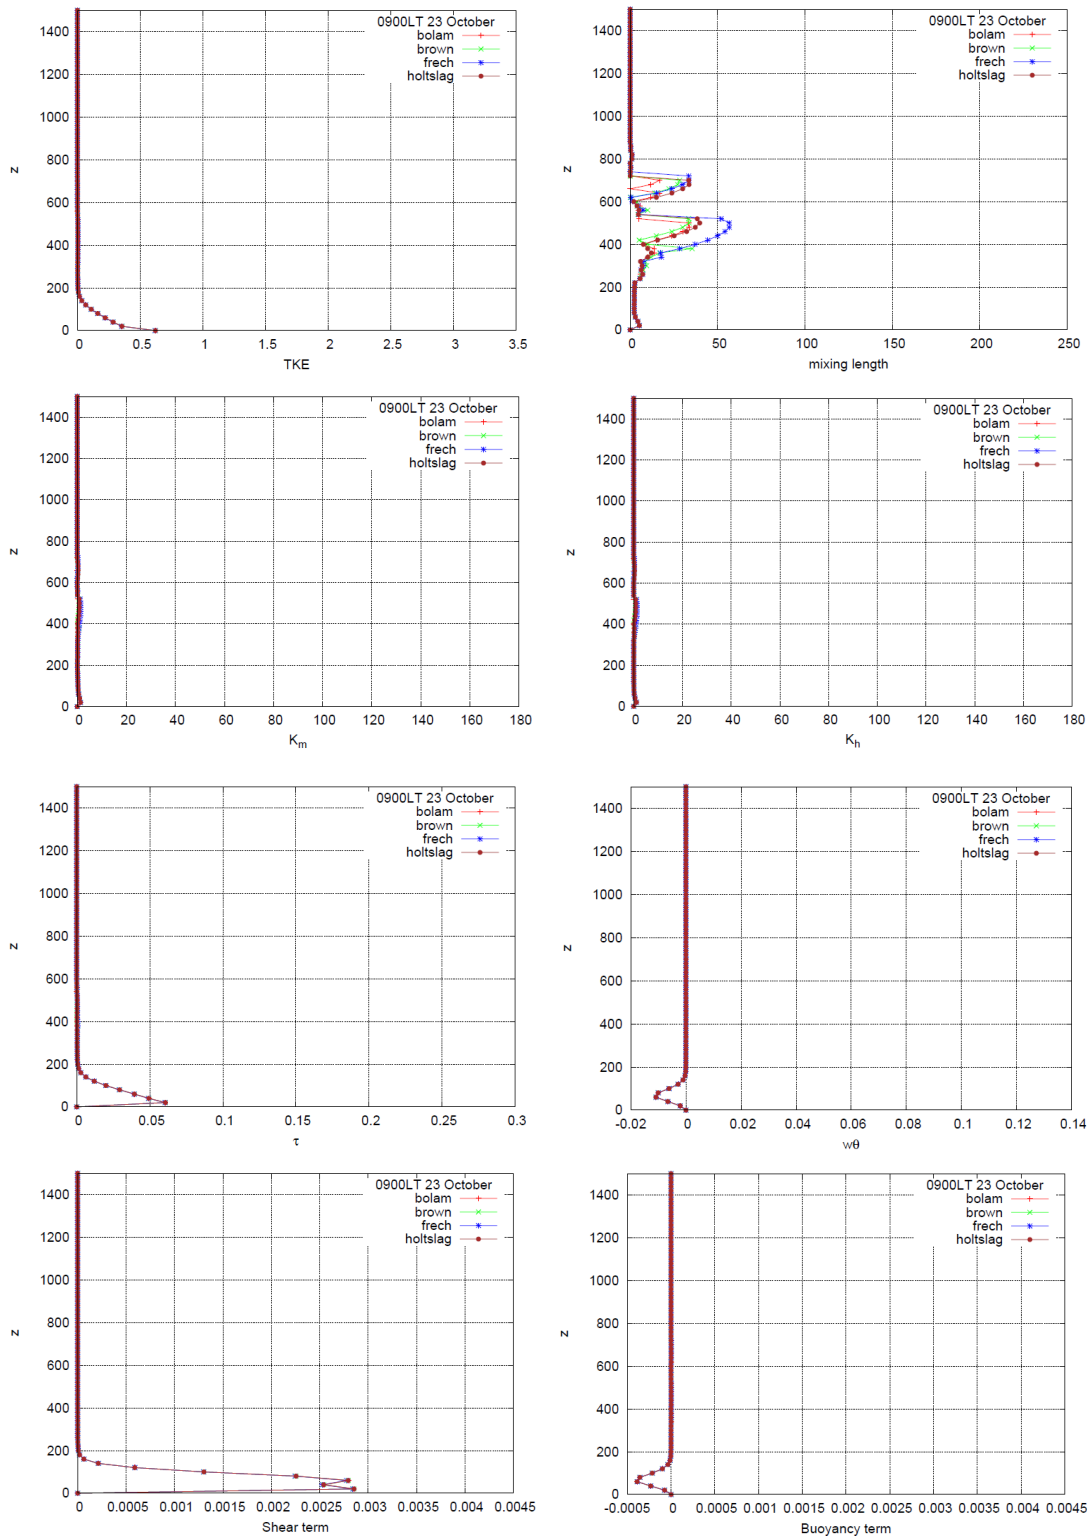 0900LT 23 October
bolam
brown
frech
holtslag
z
1400
1200
1000
800
600
400
200
0
0 0.5 1 1.5 2 2.5 3 3.5
TKE
0900LT 23 October
bolam
brown
frech
holtslag
z
1400
1200
1000
800
600
400
200
0
0 50 100 150 200 250
mixing length
0900LT 23 October
bolam
brown
frech
holtslag
z
1400
1200
1000
800
600
400
200
0
0 20 40 60 80 100 120 140 160 180
Km
0900LT 23 October
bolam
brown
frech
holtslag
z
1400
1200
1000
800
600
400
200
0
0 20 40 60 80 100 120 140 160 180
Kh
0900LT 23 October
bolam
brown
frech
holtslag
z
1400
1200
1000
800
600
400
200
0
0 0.05 0.1 0.15 0.2 0.25 0.3
τ
0900LT 23 October
bolam
brown
frech
holtslag
z
1400
1200
1000
800
600
400
200
0
-0.02 0 0.02 0.04 0.06 0.08 0.1 0.12 0.14
wθ
0900LT 23 October
bolam
brown
frech
holtslag
z
1400
1200
1000
800
600
400
200
0
0 0.0005 0.001 0.0015 0.002 0.0025 0.003 0.0035 0.004 0.0045
Shear term
0900LT 23 October
bolam
brown
frech
holtslag
z
1400
1200
1000
800
600
400
200
0
-0.0005 0 0.0005 0.001 0.0015 0.002 0.0025 0.003 0.0035 0.004 0.0045
Buoyancy term